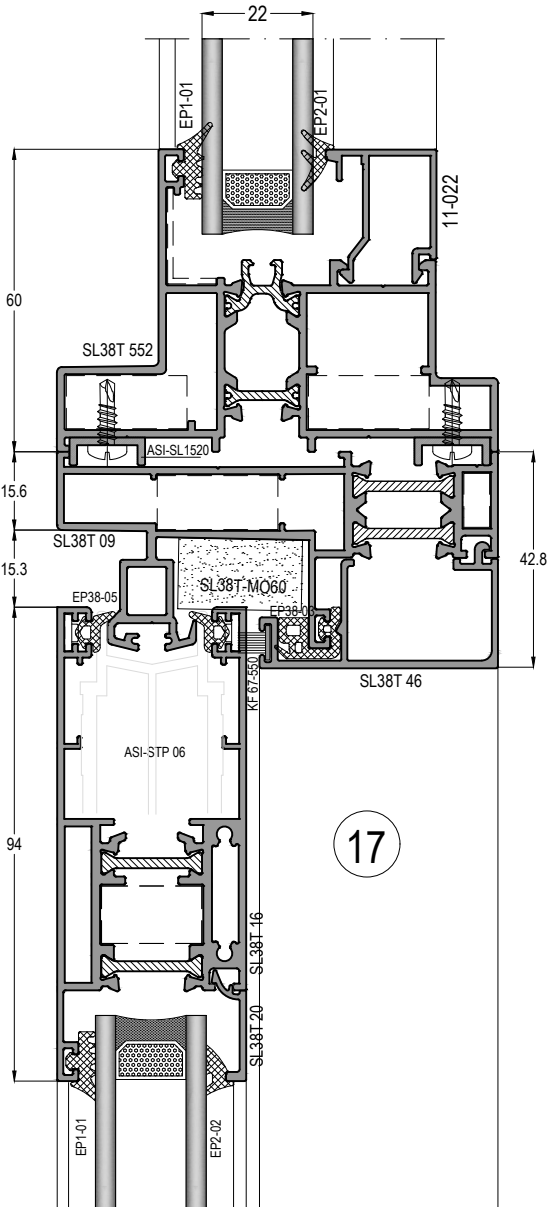 22
EP1-01
EP2-01
11-022
60
SL38T 552
ASI-SL1520
15.6
SL38T 09
42.8
15.3
SL38T-MQ60
EP38-05
EP38-03
KF 67-550
SL38T 46
ASI-STP 06
17
94
SL38T 16
SL38T 20
EP1-01
EP2-02